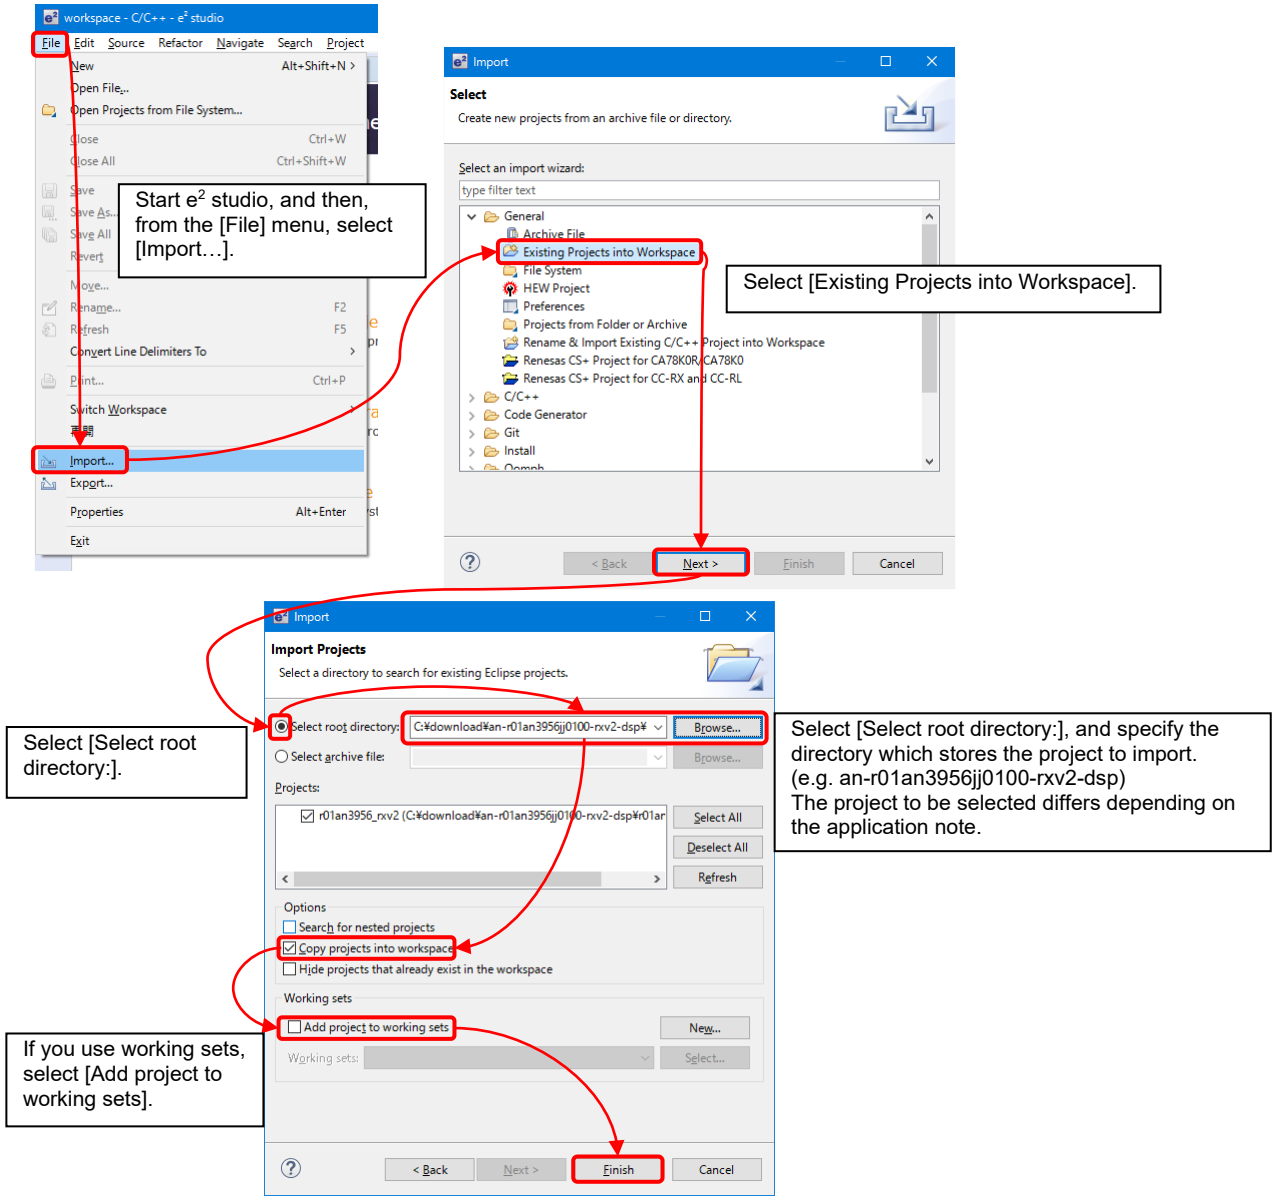 workspace - C/C++ - e² studio
File Edit Source Refactor Navigate Search Project
New Alt+Shift+N >
Open File...
Open Projects from File System...
Close Ctrl+W
Close All Ctrl+Shift+W
Save
Save As...
Save All
Revert
Move...
Rename... F2
Refresh F5
Convert Line Delimiters To >
Print... Ctrl+P
Switch Workspace
再開
Import...
Export...
Properties Alt+Enter
Exit
Start e² studio, and then,
from the [File] menu, select
[Import…].
Import
Select
Create new projects from an archive file or directory.
Select an import wizard:
type filter text
General
Archive File
Existing Projects into Workspace
File System
HEW Project
Preferences
Projects from Folder or Archive
Rename & Import Existing C/C++ Project into Workspace
Renesas CS+ Project for CA78K0R/CA78K0
Renesas CS+ Project for CC-RX and CC-RL
C/C++
Code Generator
Git
Install
Oomph
< Back Next > Finish Cancel
Select [Existing Projects into Workspace].
Import
Import Projects
Select a directory to search for existing Eclipse projects.
Select root directory: C:¥download¥an-r01an3956jj0100-rxv2-dsp¥ Browse...
Select archive file: Browse...
Projects:
r01an3956_rxv2 (C:¥download¥an-r01an3956jj0100-rxv2-dsp¥r01ar
Select All
Deselect All
Refresh
Options
Search for nested projects
Copy projects into workspace
Hide projects that already exist in the workspace
Working sets
Add project to working sets New...
Working sets: Select...
< Back Next > Finish Cancel
Select [Select root
directory:].
Select [Select root directory:], and specify the
directory which stores the project to import.
(e.g. an-r01an3956jj0100-rxv2-dsp)
The project to be selected differs depending on
the application note.
If you use working sets,
select [Add project to
working sets].